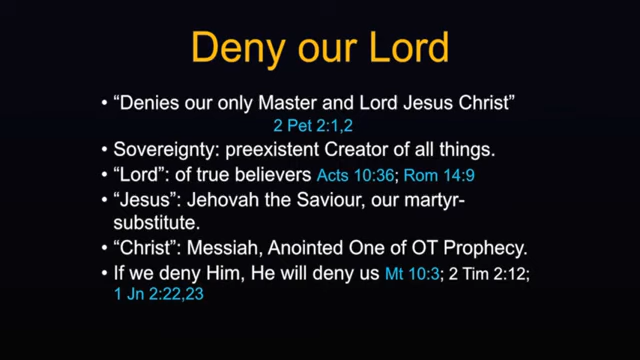 Deny our Lord
• “Denies our only Master and Lord Jesus Christ”
2 Pet 2:1,2
• Sovereignty: preexistent Creator of all things.
• “Lord”: of true believers Acts 10:36; Rom 14:9
• “Jesus”: Jehovah the Saviour, our martyr-
substitute.
• “Christ”: Messiah, Anointed One of OT Prophecy.
• If we deny Him, He will deny us Mt 10:3; 2 Tim 2:12;
1 Jn 2:22,23